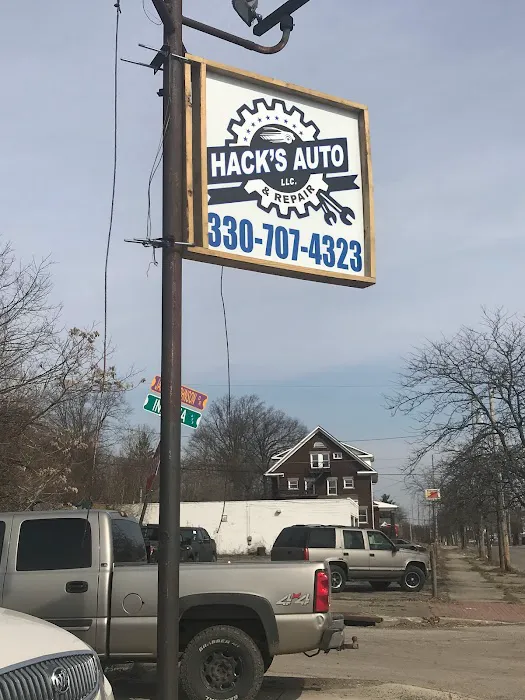 HACK'S AUTO
LLC.
& REPAIR
330-707-4323
4x4